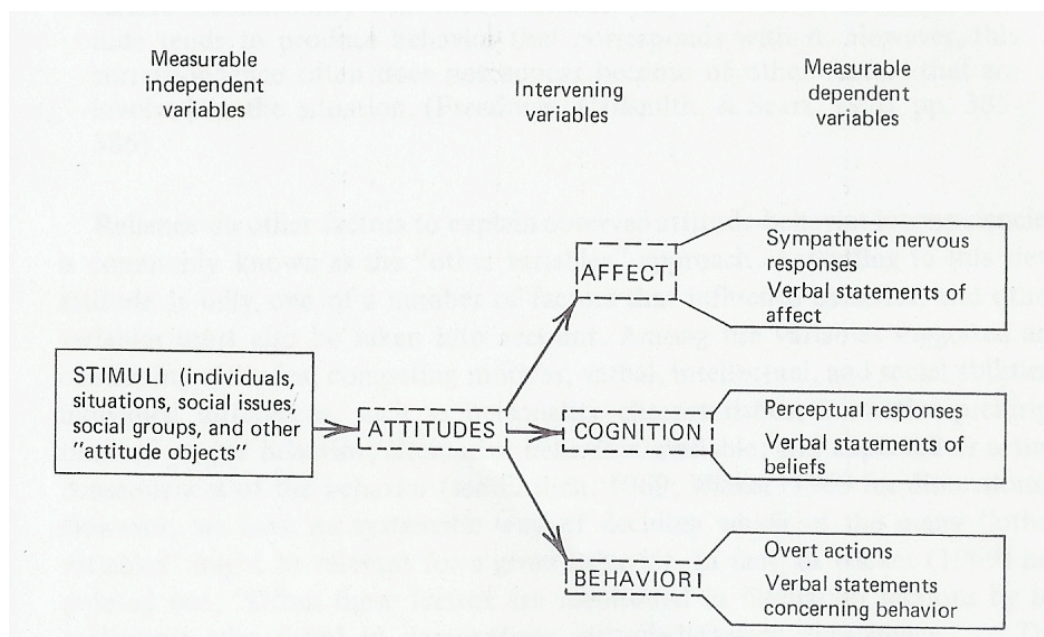 Measurable
independent
variables
Intervening
variables
Measurable
dependent
variables
STIMULI (individuals,
situations, social issues,
social groups, and other
"attitude objects"
ATTITUDES
AFFECT
Sympathetic nervous
responses
Verbal statements of
affect
COGNITION
Perceptual responses
Verbal statements of
beliefs
BEHAVIOR
Overt actions
Verbal statements
concerning behavior